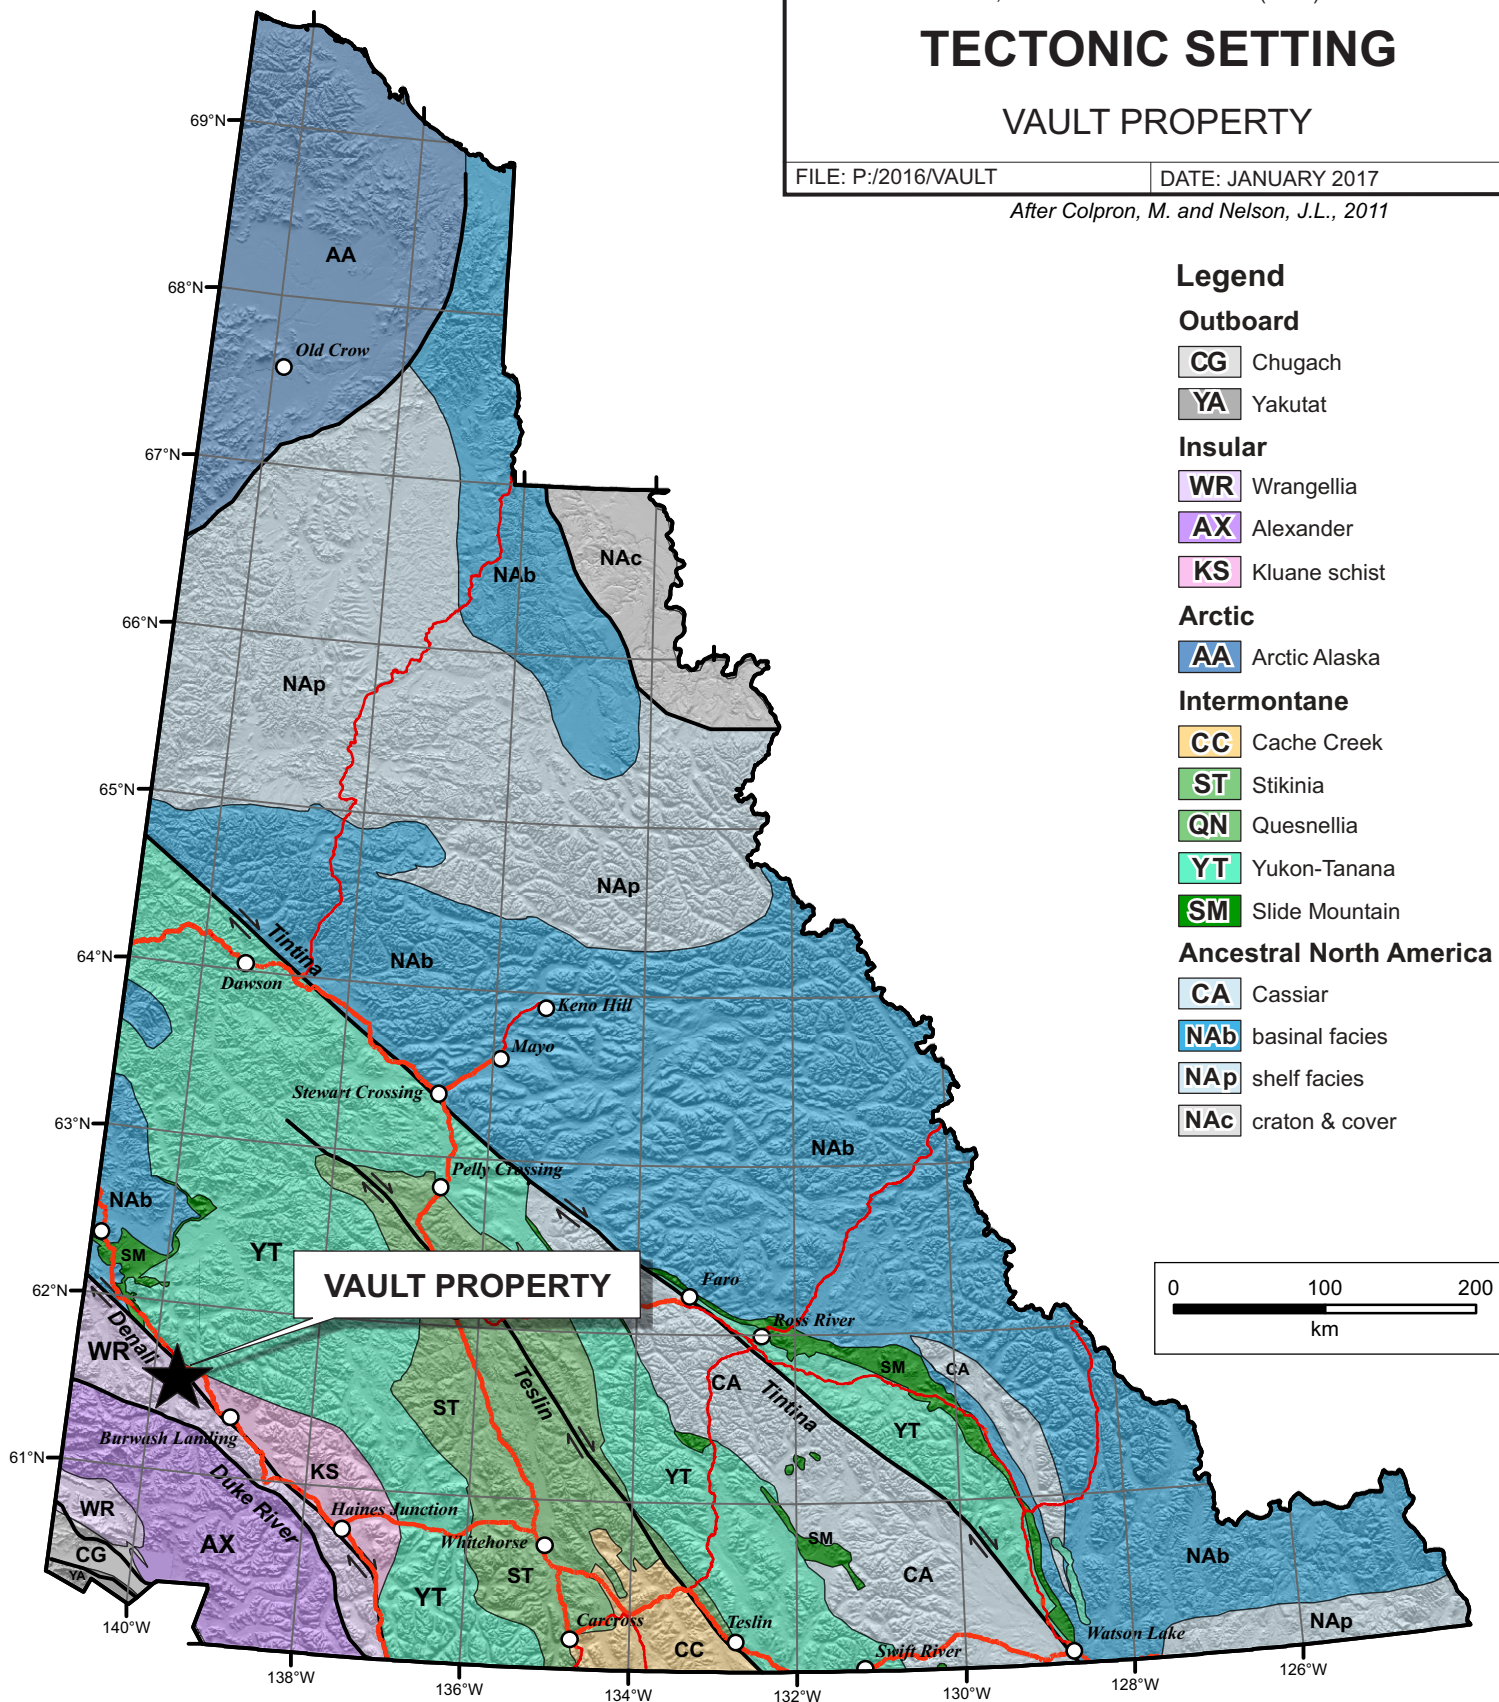 TECTONIC SETTING
VAULT PROPERTY
FILE: P:/2016/VAULT
DATE: JANUARY 2017
After Colpron, M. and Nelson, J.L., 2011
Legend
Outboard
CG Chugach
YA Yakutat
Insular
WR Wrangellia
AX Alexander
KS Kluane schist
Arctic
AA Arctic Alaska
Intermontane
CC Cache Creek
ST Stikinia
QN Quesnellia
YT Yukon-Tanana
SM Slide Mountain
Ancestral North America
CA Cassiar
NAb basinal facies
NAp shelf facies
NAc craton & cover
0 100 200
km
69°N
68°N
67°N
66°N
65°N
64°N
63°N
62°N
61°N
140°W
138°W
136°W
134°W
132°W
130°W
128°W
126°W
AA
Old Crow
NAc
NAb
NAp
NAp
Tintina
NAb
Dawson
Keno Hill
Mayo
Stewart Crossing
NAb
Pelly Crossing
NAb
SM
YT
VAULT PROPERTY
Faro
Ross River
Denali
WR
SM
CA
CA
Teslin
Tintina
ST
YT
Burwash Landing
KS
YT
Duke River
Haines Junction
WR
AX
Whitehorse
SM
CG
YA
ST
CA
NAb
YT
Carcross
Teslin
CC
Swift River
Watson Lake
NAp